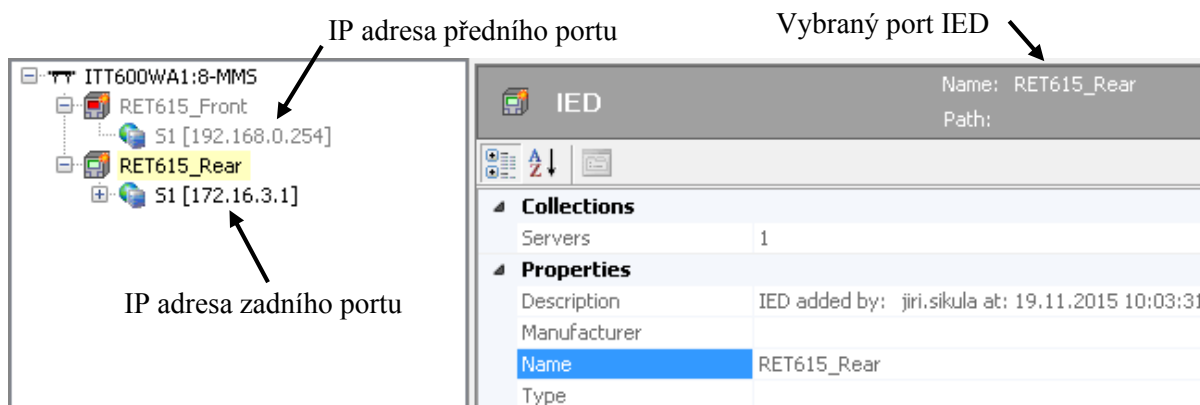 IP adresa předního portu
Vybraný port IED
ITT600WA1:8-MMS
RET615_Front
S1 [192.168.0.254]
RET615_Rear
S1 [172.16.3.1]
IP adresa zadního portu
IED
Name: RET615_Rear
Path:
Collections
Servers 1
Properties
Description IED added by: jiri.sikula at: 19.11.2015 10:03:31
Manufacturer
Name RET615_Rear
Type